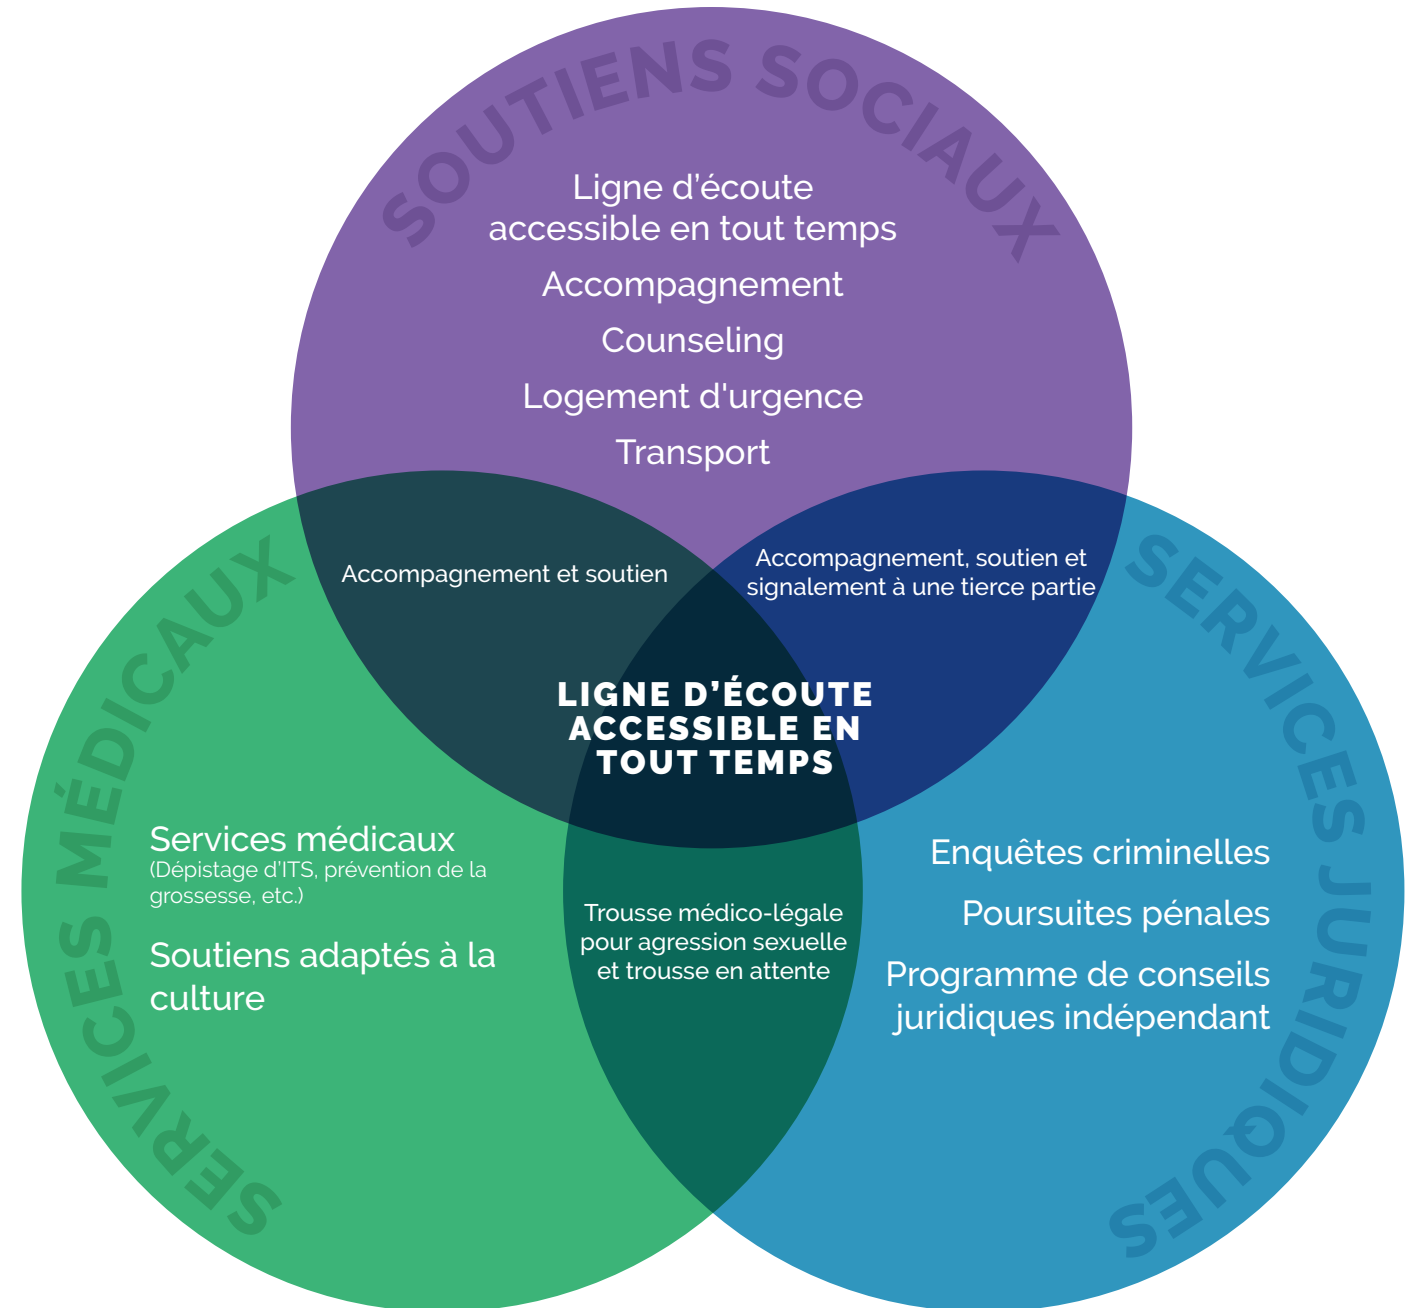 SOUTIENS SOCIAUX
Ligne d’écoute
accessible en tout temps
Accompagnement
Counseling
Logement d'urgence
Transport
Accompagnement et soutien
Accompagnement, soutien et
signalement à une tierce partie
LIGNE D’ÉCOUTE
ACCESSIBLE EN
TOUT TEMPS
SERVICES MÉDICAUX
Services médicaux
(Dépistage d’ITS, prévention de la
grossesse, etc.)
Soutiens adaptés à la
culture
Trousse médico-légale
pour agression sexuelle
et trousse en attente
SERVICES JURIDIQUES
Enquêtes criminelles
Poursuites pénales
Programme de conseils
juridiques indépendant